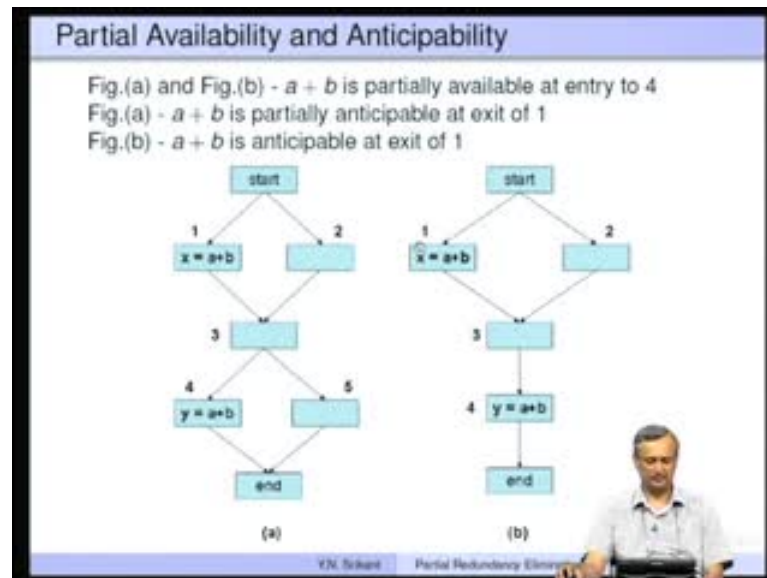 Partial Availability and Anticipability
Fig.(a) and Fig.(b) - a + b is partially available at entry to 4
Fig.(a) - a + b is partially anticipable at exit of 1
Fig.(b) - a + b is anticipable at exit of 1
start
start
1
2
1
2
x = a+b
x = a+b
3
3
4
5
y = a+b
4
y = a+b
end
end
(a)
(b)
Y.N. Srikant
Partial Redundancy